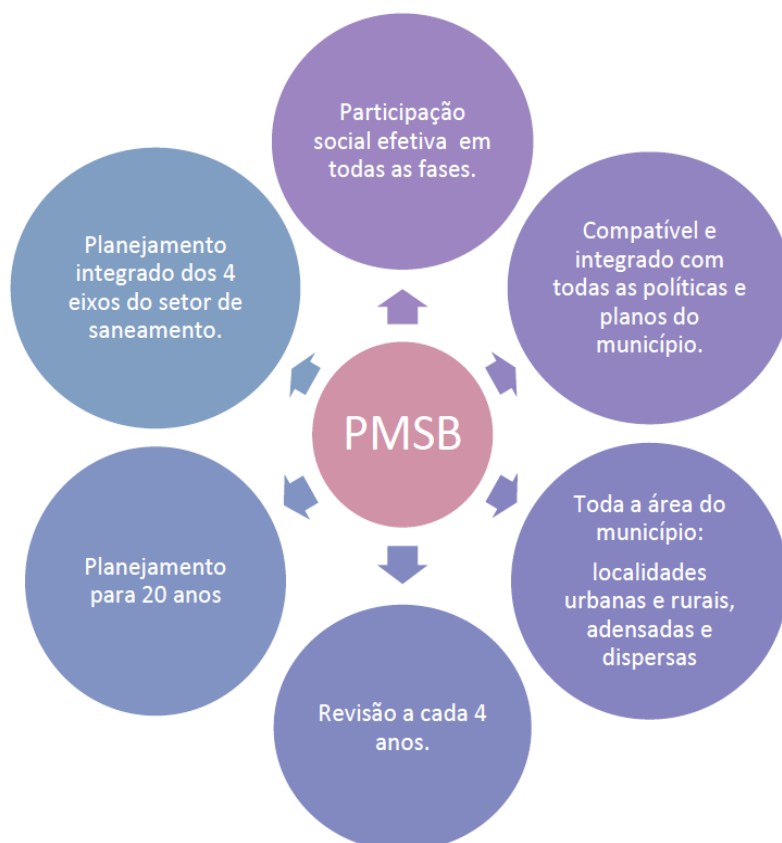 Participação
social efetiva em
todas as fases.
Compatível e
integrado com
todas as políticas e
planos do
município.
Toda a área do
município:
localidades
urbanas e rurais,
adensadas e
dispersas
Revisão a cada 4
anos.
Planejamento
para 20 anos
Planejamento
integrado dos 4
eixos do setor de
saneamento.
PMSB